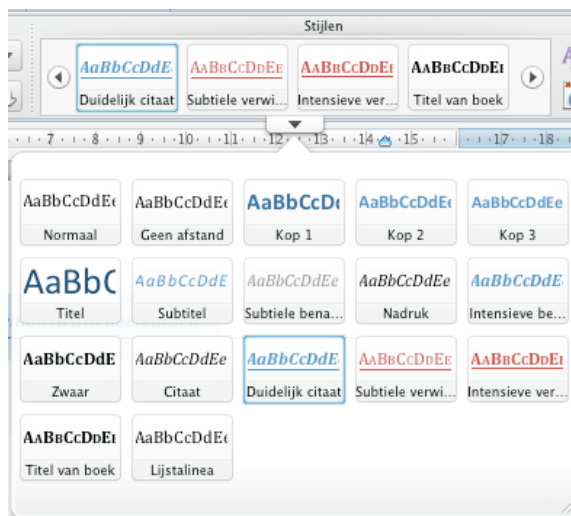 Stijlen
AaBbCcDdE AaBbCcDdEe AaBbCcDdEe AaBbCcDdEe
Duidelijk citaat Subtiele verwi... Intensieve ver... Titel van boek
7 8 9 10 11 12 13 14 15 17 18
AaBbCcDdEe AaBbCcDdEe AaBbCcDd AaBbCcDdEe AaBbCcDdEe
Normaal Geen afstand Kop 1 Kop 2 Kop 3
AaBbC AaBbCcDdE AaBbCcDdEe AaBbCcDdEe AaBbCcDdE
Titel Subtitel Subtiele bena... Nadruk Intensieve be...
AaBbCcDdE AaBbCcDdEe AaBbCcDdE AaBbCcDdEe AaBbCcDdEe
Zwaar Citaat Duidelijk citaat Subtiele verwi... Intensieve ver...
AaBbCcDdEe AaBbCcDdEe
Titel van boek Lijstalinea